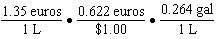 1.35 euros • 0.622 euros • 0.264 gal
1 L $1.00 1 L